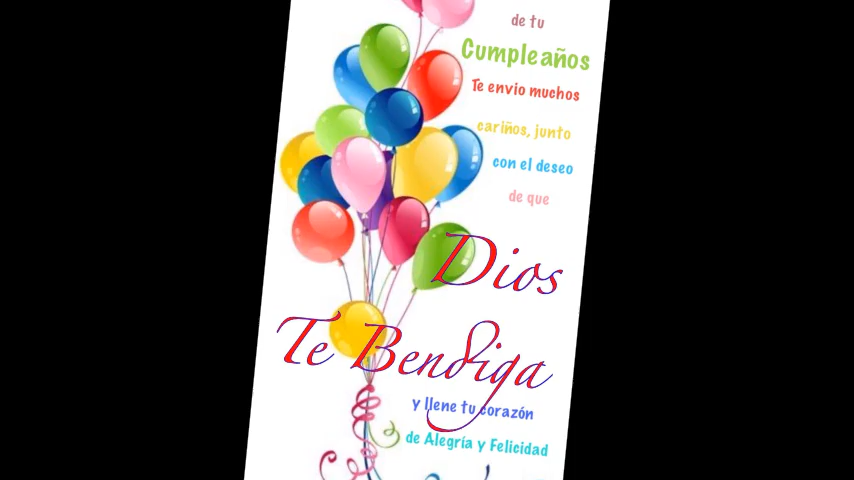 de tu
Cumpleaños
Te envio muchos
cariños, junto
con el deseo
de que
Dios
Te Bendiga
y llene tu corazón
de Alegría y Felicidad